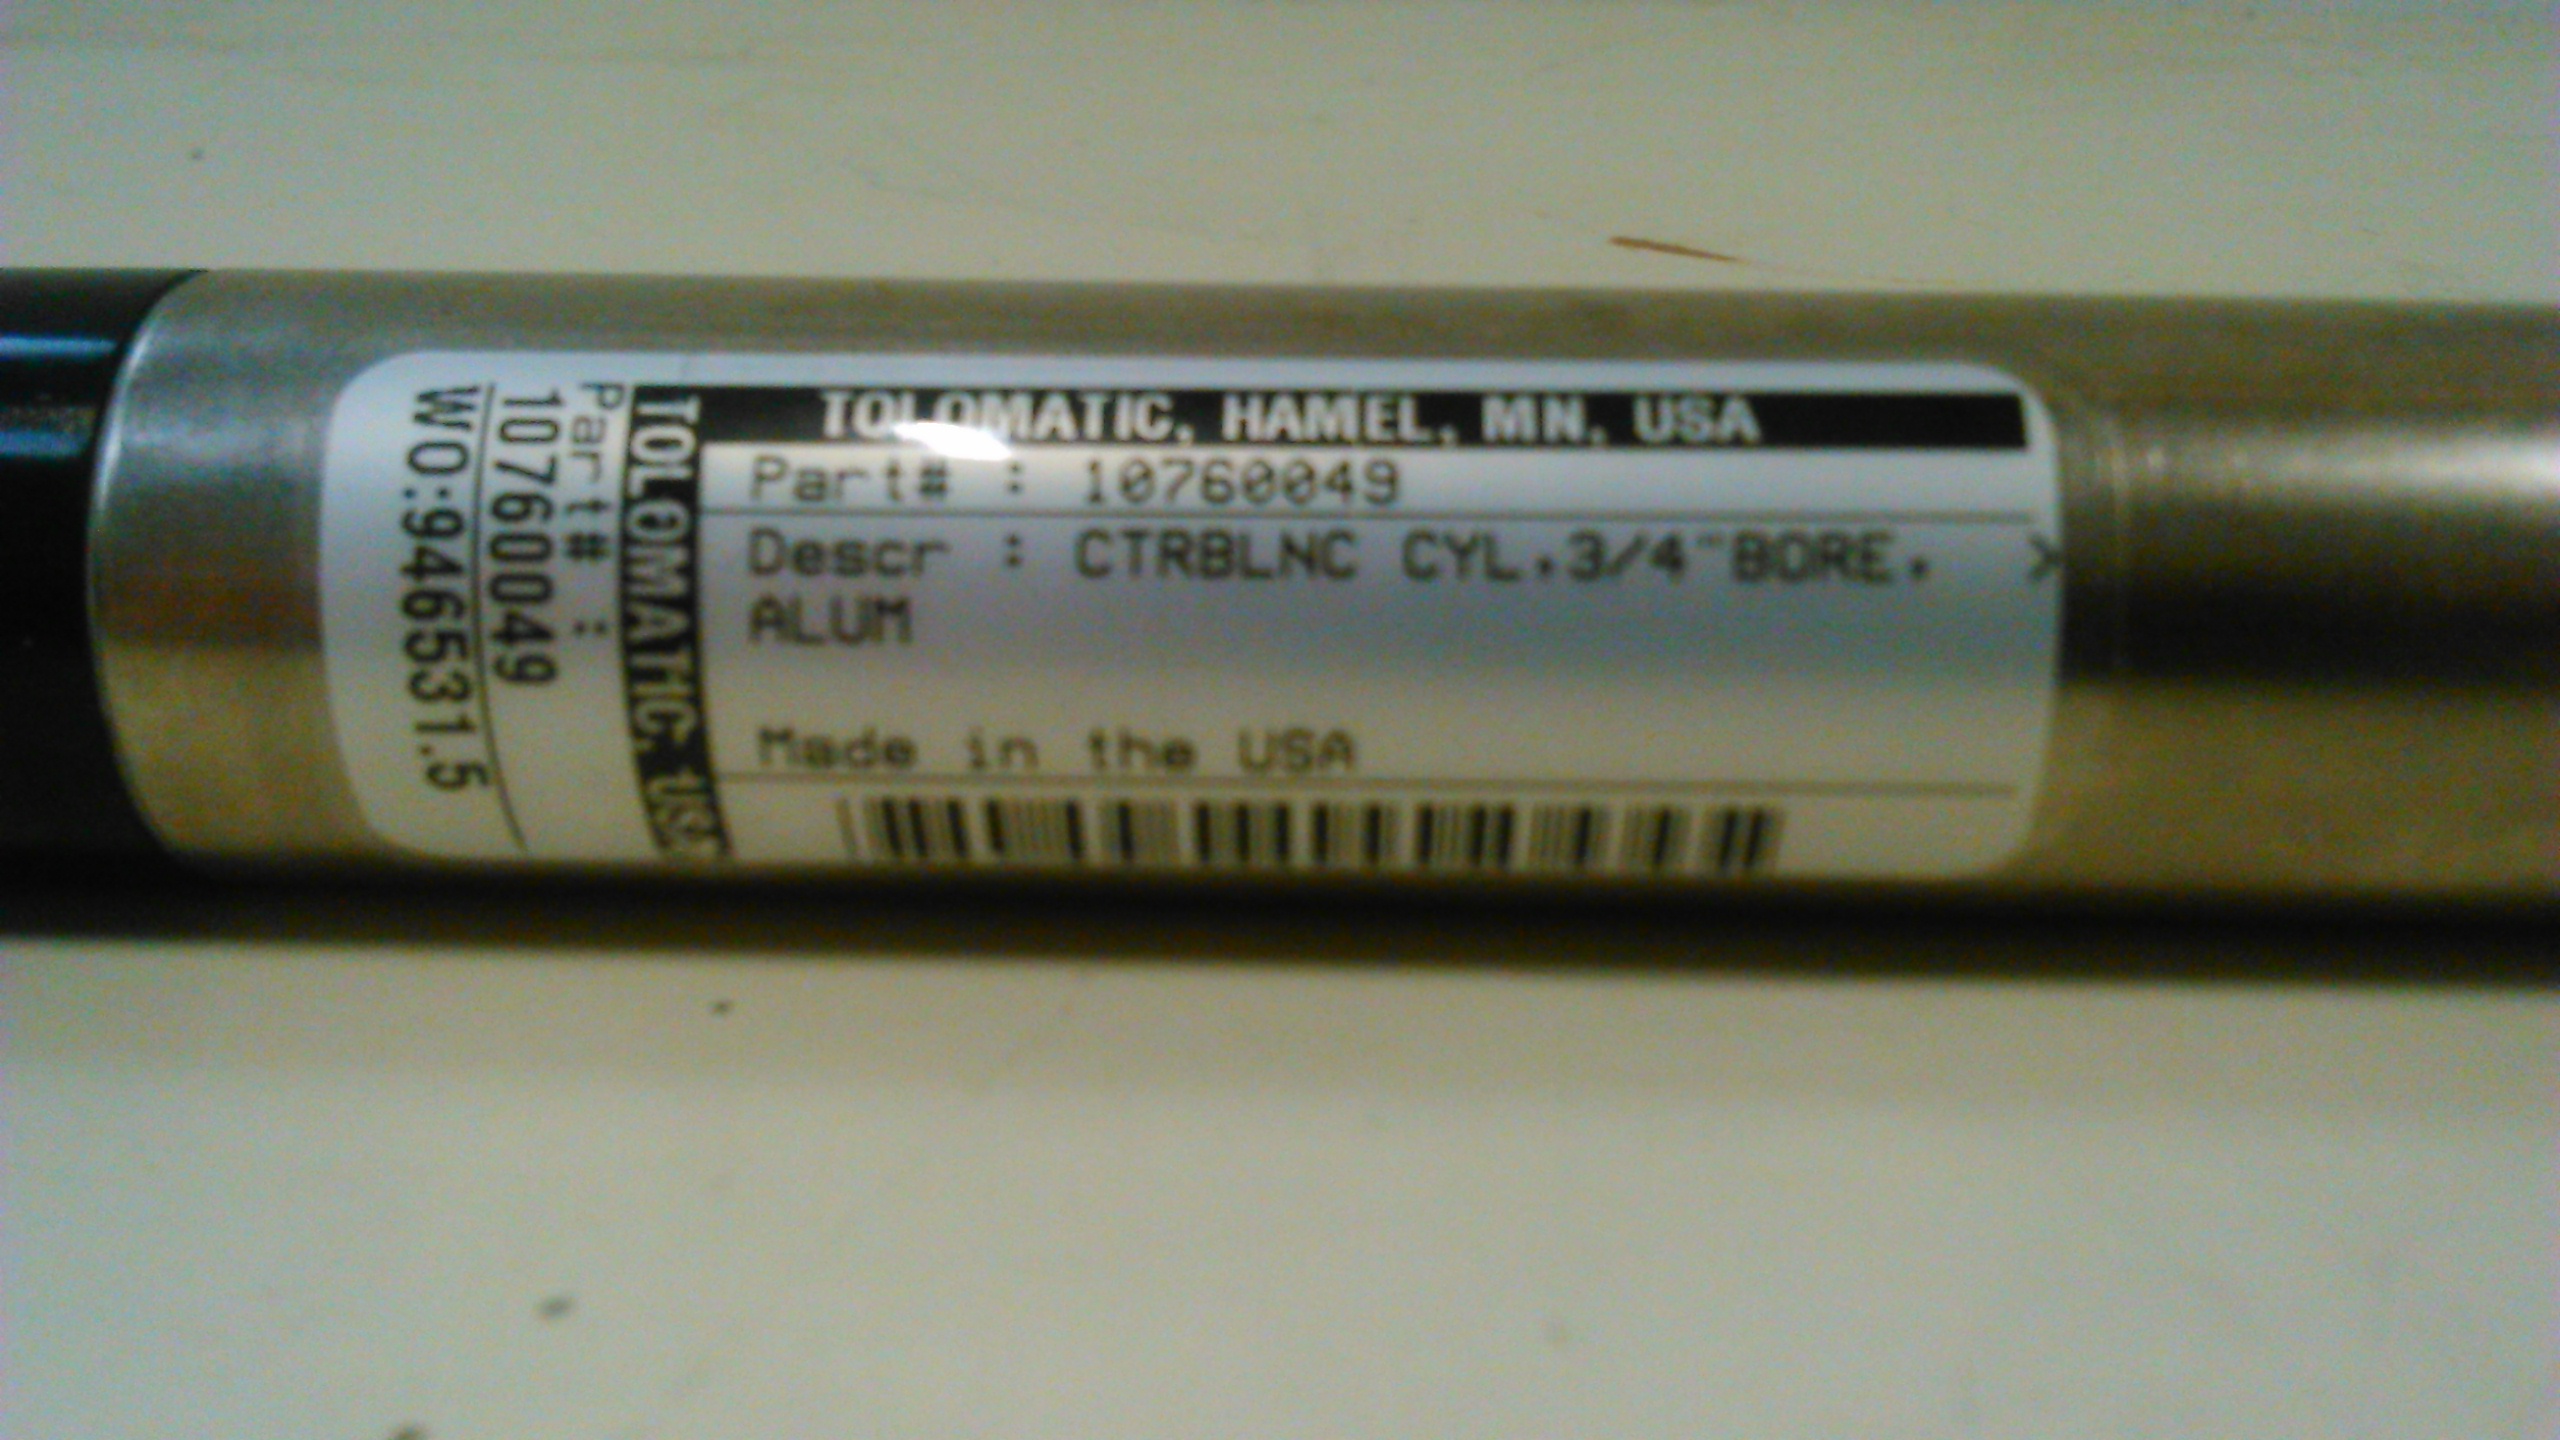 TOLOMATIC, HAMEL, MN, USA
Part# : 10760049
Descr : CTRBLNC CYL,3/4"BORE,
ALUM
Made in the USA
TOLOMATIC, USA
Part# :
10760049
WO:946531.5